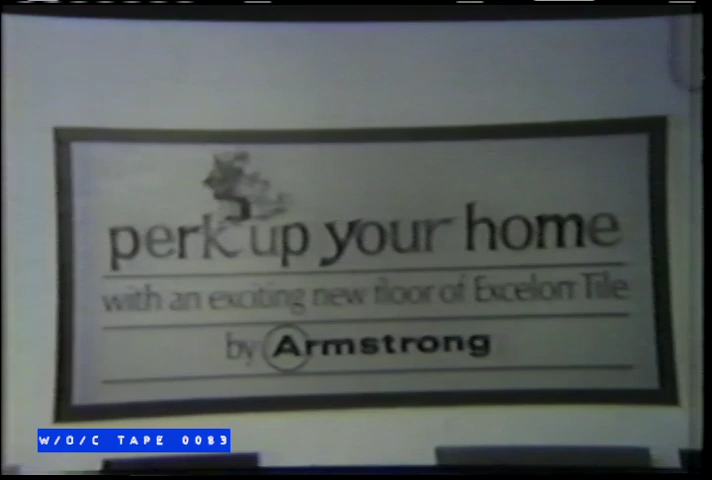 perk up your home
with an exciting new floor of Excelon Tile
by Armstrong
W/O/C TAPE 0083